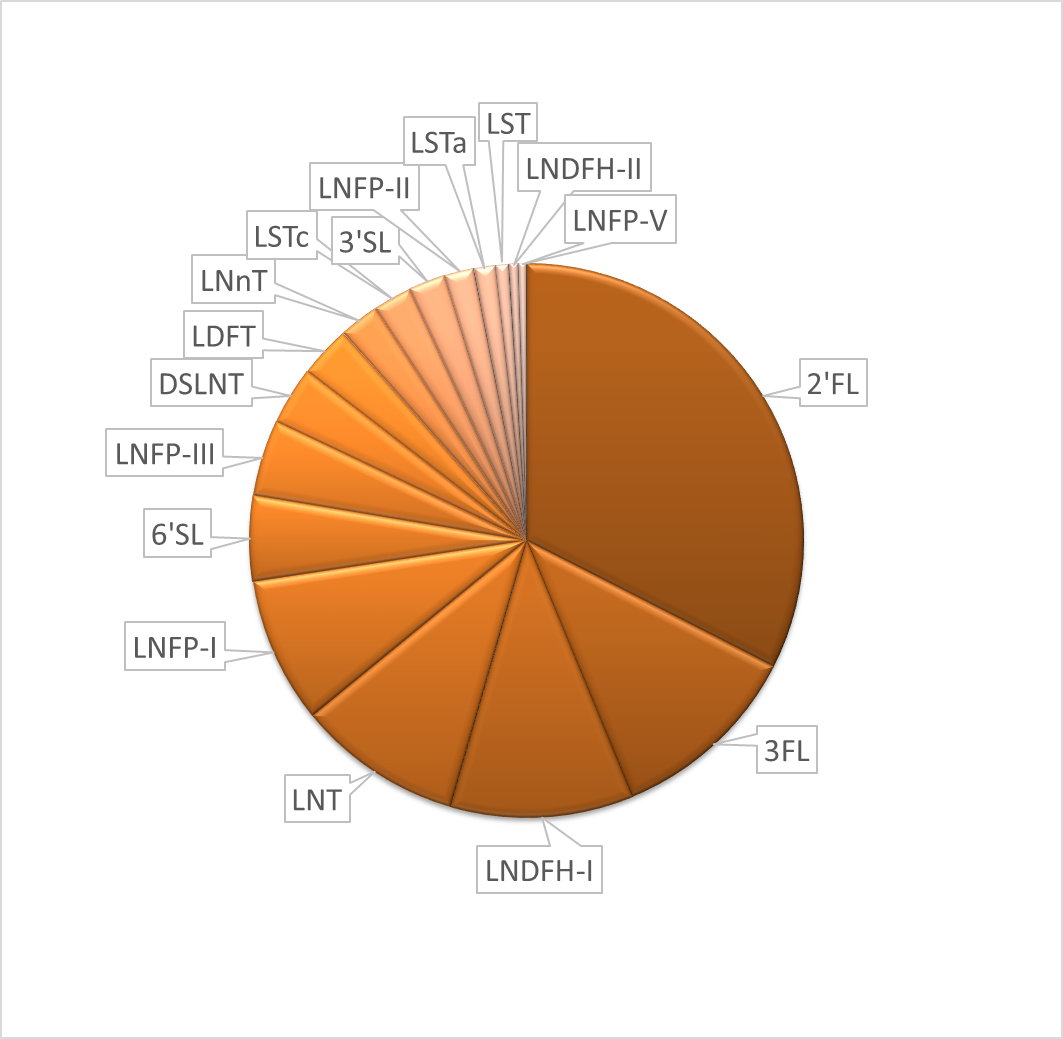 LST
LSTa
LNDFH-II
LNFP-II
LNFP-V
LSTc
3'SL
LNnT
LDFT
DSLNT
2'FL
LNFP-III
6'SL
LNFP-I
3FL
LNT
LNDFH-I